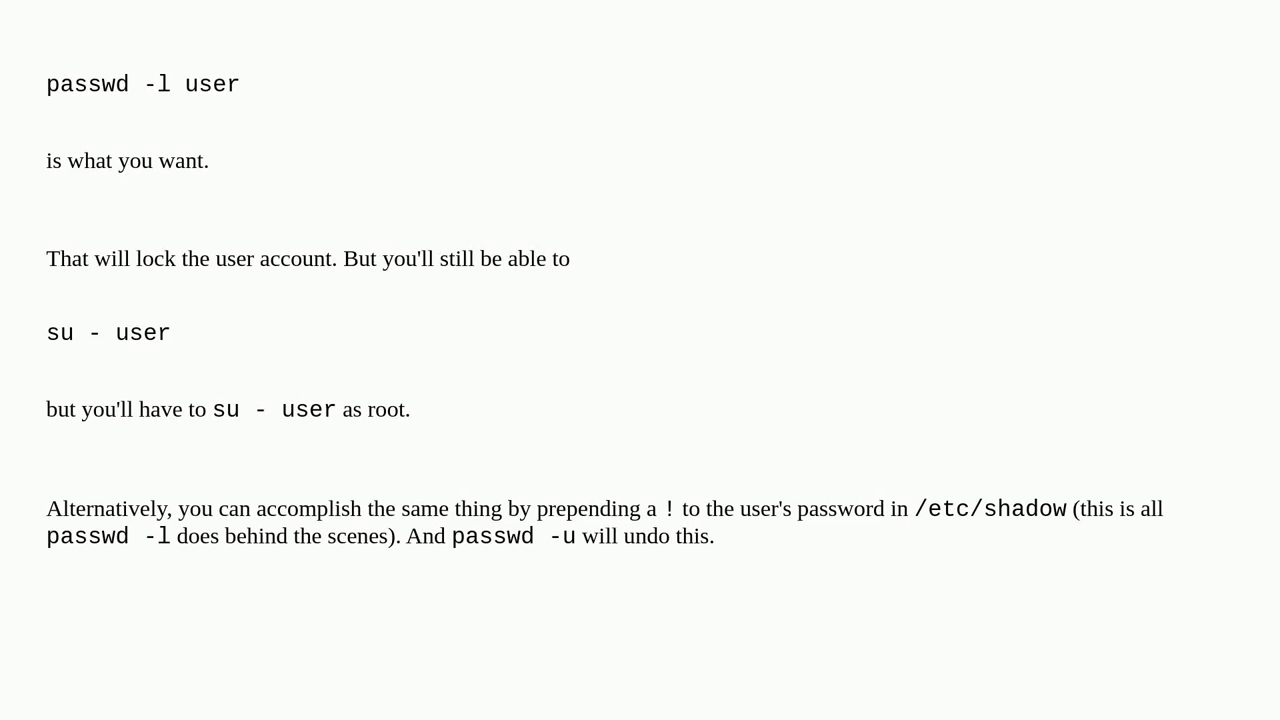 passwd -l user
is what you want.
That will lock the user account. But you'll still be able to
su - user
but you'll have to su - user as root.
Alternatively, you can accomplish the same thing by prepending a ! to the user's password in /etc/shadow (this is all
passwd -l does behind the scenes). And passwd -u will undo this.